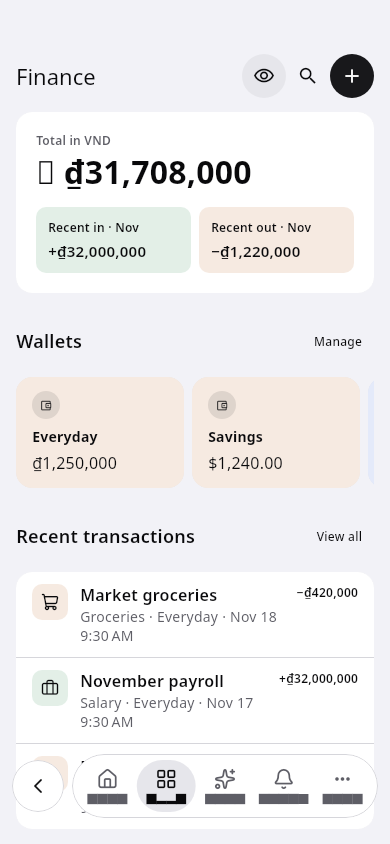 Finance
Total in VND
₫31,708,000
Recent in · Nov
+₫32,000,000
Recent out · Nov
−₫1,220,000
Wallets
Manage
Everyday
₫1,250,000
Savings
$1,240.00
Recent transactions
View all
Market groceries
−₫420,000
Groceries · Everyday · Nov 18
9:30 AM
November payroll
+₫32,000,000
Salary · Everyday · Nov 17
9:30 AM